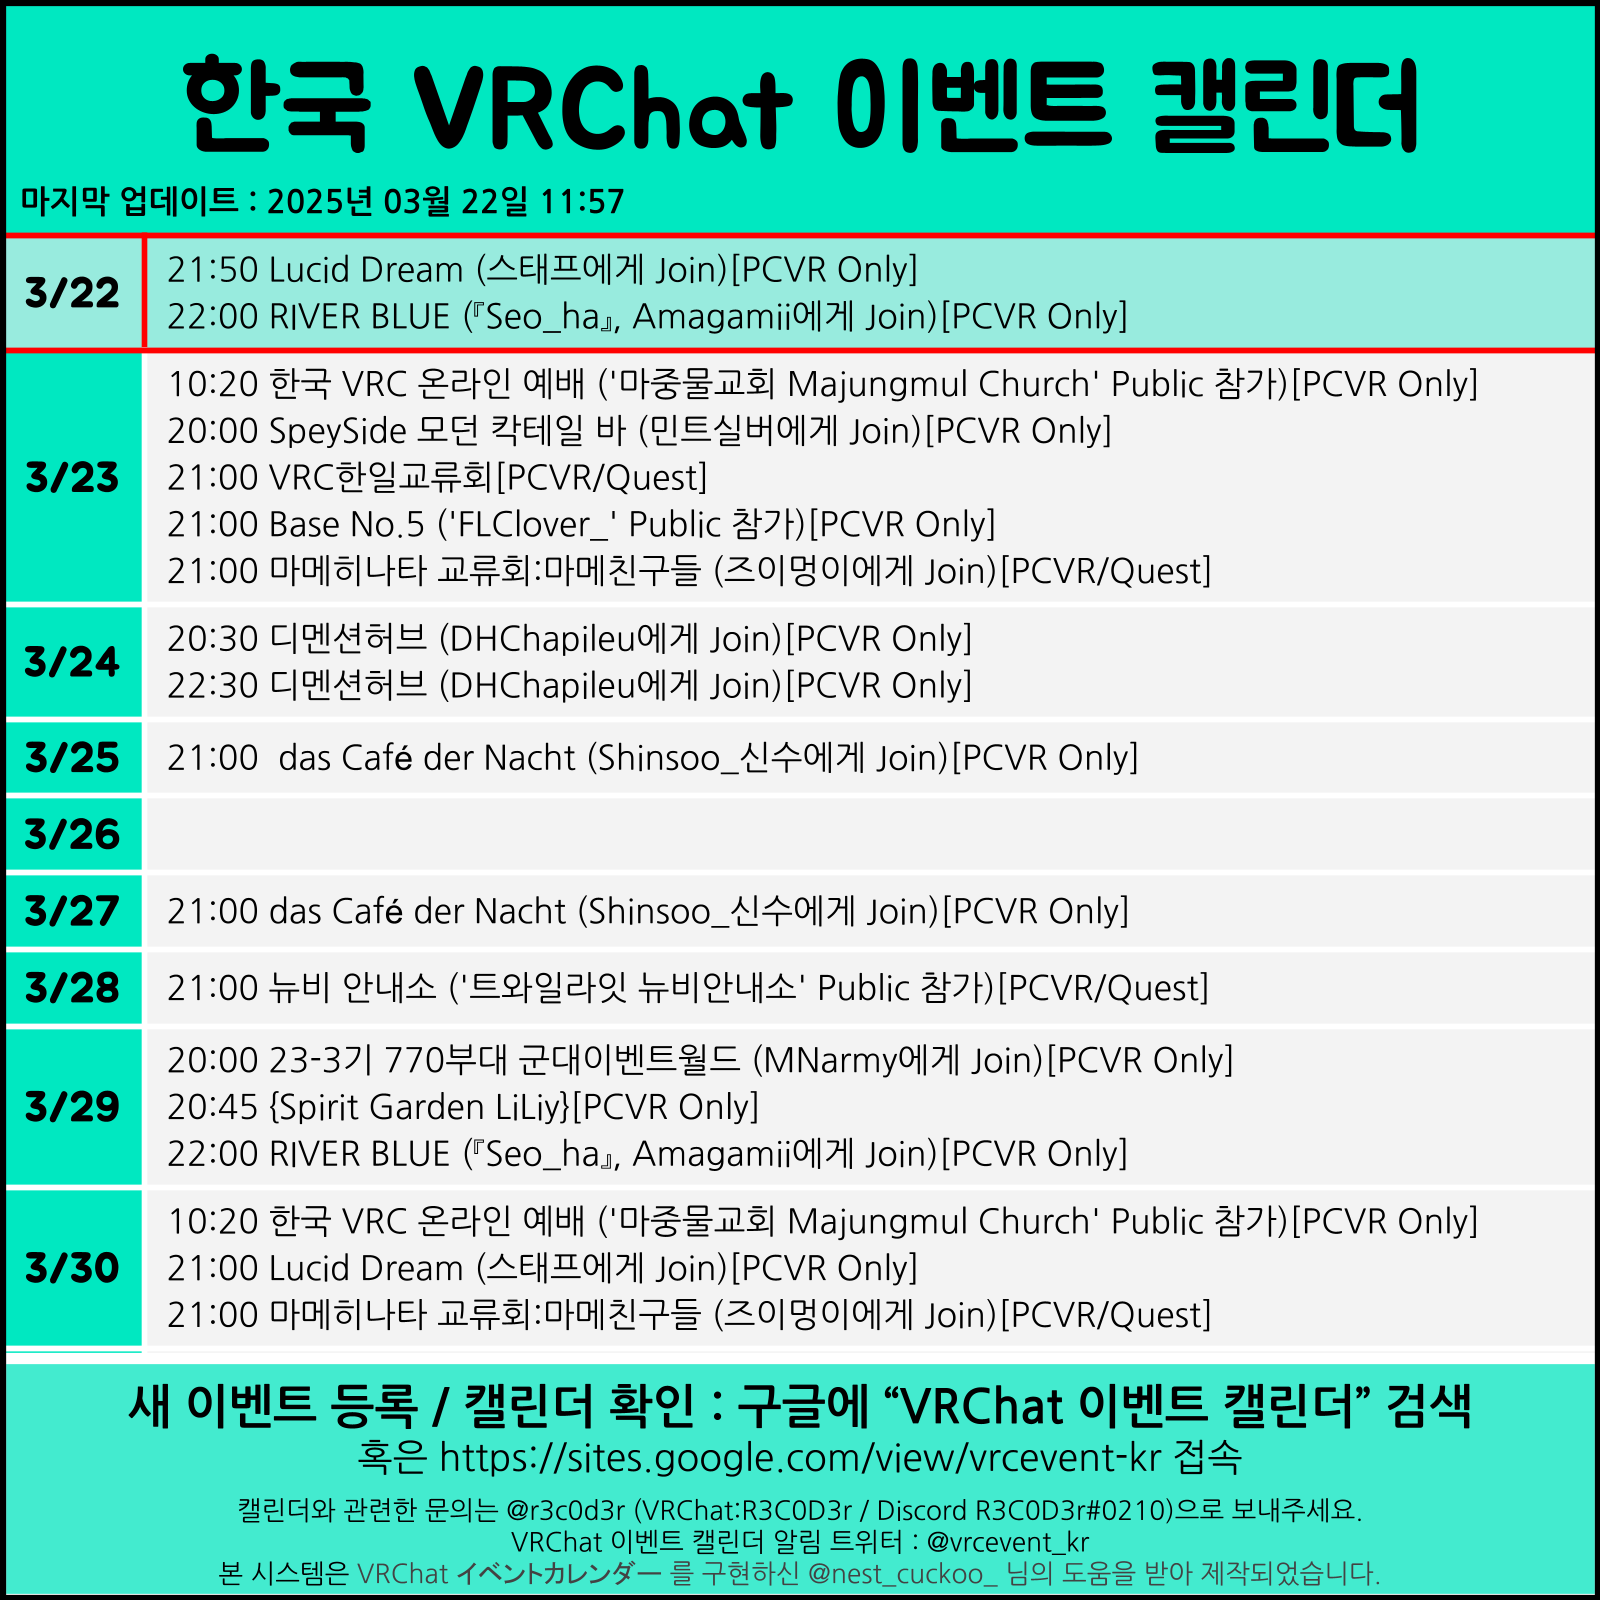 한국 VRChat 이벤트 캘린더
마지막 업데이트 : 2025년 03월 22일 11:57
3/22
21:50 Lucid Dream (스태프에게 Join)[PCVR Only]
22:00 RIVER BLUE (『Seo_ha』, Amagamii에게 Join)[PCVR Only]
3/23
10:20 한국 VRC 온라인 예배 ('마중물교회 Majungmul Church' Public 참가)[PCVR Only]
20:00 SpeySide 모던 칵테일 바 (민트실버에게 Join)[PCVR Only]
21:00 VRC한일교류회[PCVR/Quest]
21:00 Base No.5 ('FLClover_' Public 참가)[PCVR Only]
21:00 마메히나타 교류회:마메친구들 (즈이멍이에게 Join)[PCVR/Quest]
3/24
20:30 디멘션허브 (DHChapileu에게 Join)[PCVR Only]
22:30 디멘션허브 (DHChapileu에게 Join)[PCVR Only]
3/25
21:00  das Café der Nacht (Shinsoo_신수에게 Join)[PCVR Only]
3/26
3/27
21:00 das Café der Nacht (Shinsoo_신수에게 Join)[PCVR Only]
3/28
21:00 뉴비 안내소 ('트와일라잇 뉴비안내소' Public 참가)[PCVR/Quest]
3/29
20:00 23-3기 770부대 군대이벤트월드 (MNarmy에게 Join)[PCVR Only]
20:45 {Spirit Garden LiLiy}[PCVR Only]
22:00 RIVER BLUE (『Seo_ha』, Amagamii에게 Join)[PCVR Only]
3/30
10:20 한국 VRC 온라인 예배 ('마중물교회 Majungmul Church' Public 참가)[PCVR Only]
21:00 Lucid Dream (스태프에게 Join)[PCVR Only]
21:00 마메히나타 교류회:마메친구들 (즈이멍이에게 Join)[PCVR/Quest]
새 이벤트 등록 / 캘린더 확인 : 구글에 “VRChat 이벤트 캘린더” 검색
혹은 https://sites.google.com/view/vrcevent-kr 접속
캘린더와 관련한 문의는 @r3c0d3r (VRChat:R3C0D3r / Discord R3C0D3r#0210)으로 보내주세요.
VRChat 이벤트 캘린더 알림 트위터 : @vrcevent_kr
본 시스템은 VRChat イベントカレンダー 를 구현하신 @nest_cuckoo_ 님의 도움을 받아 제작되었습니다.